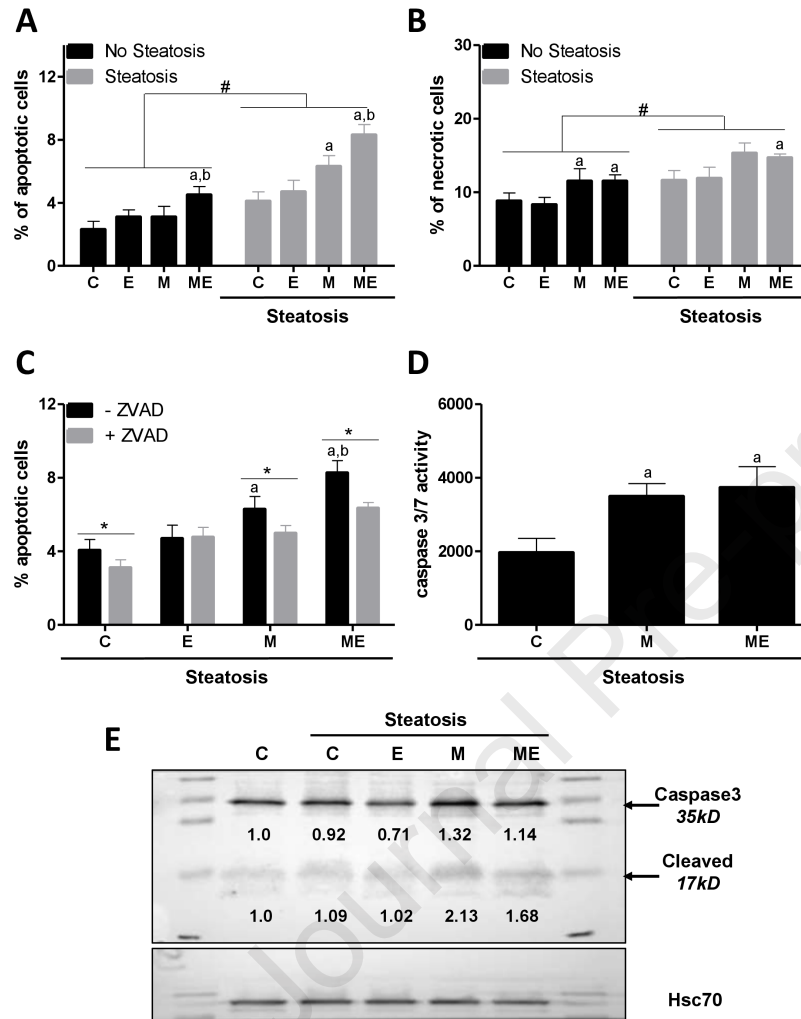 A
No Steatosis
Steatosis
% of apoptotic cells
12
8
4
0
#
a,b
a
a,b
C E M ME C E M ME
Steatosis
B
No Steatosis
Steatosis
% of necrotic cells
30
20
10
0
#
a a a
C E M ME C E M ME
Steatosis
C
- ZVAD
+ ZVAD
% apoptotic cells
12
8
4
0
*
*
a
*
a,b
C E M ME
Steatosis
D
caspase 3/7 activity
6000
4000
2000
0
a a
C M ME
Steatosis
E
Steatosis
C C E M ME
Caspase3
35kD
1.0 0.92 0.71 1.32 1.14
Cleaved
17kD
1.0 1.09 1.02 2.13 1.68
Hsc70
Journal Pre-p